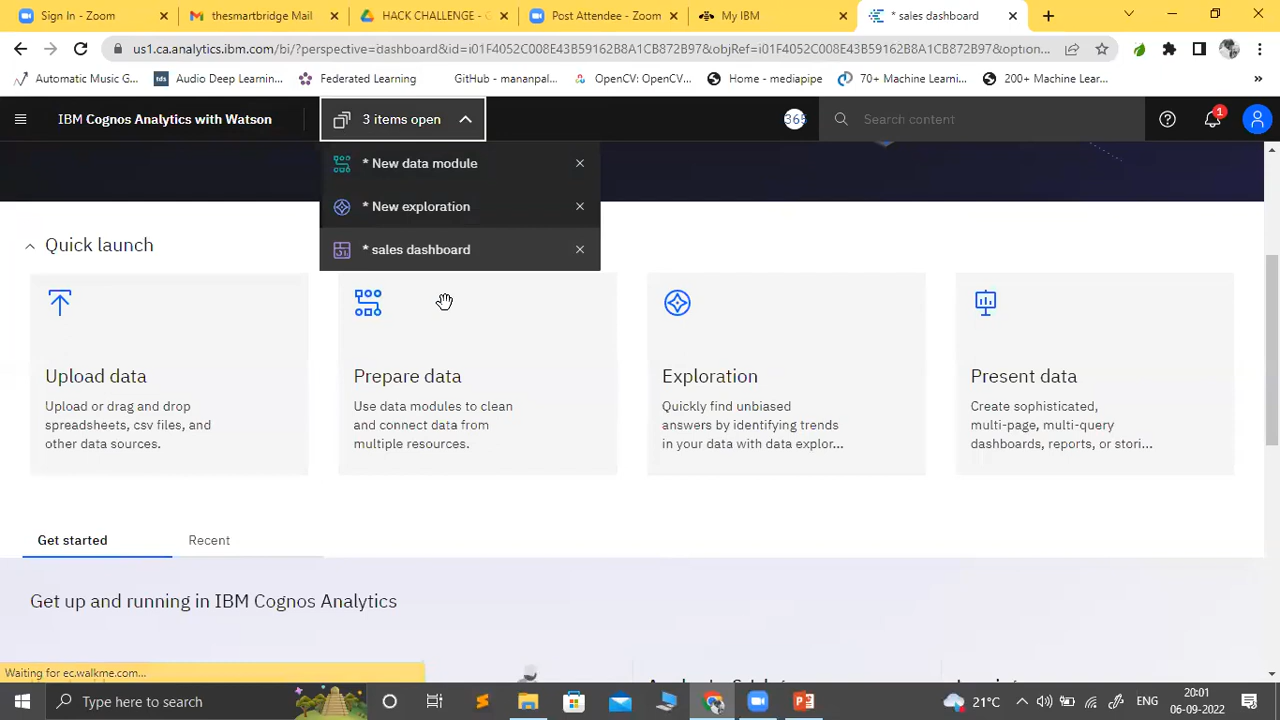 Sign In - Zoom
thesmartbridge Mail
HACK CHALLENGE - G
Post Attendee - Zoom
My IBM
* sales dashboard
us1.ca.analytics.ibm.com/bi/?perspective=dashboard&id=i01F4052C008E43B59162B8A1CB872B97&objRef=i01F4052C008E43B59162B8A1CB872B97&option...
Automatic Music G...
tds
Audio Deep Learnin...
Federated Learning
GitHub - mananpal...
OpenCV: OpenCV...
Home - mediapipe
70+ Machine Learni...
200+ Machine Lear...
IBM Cognos Analytics with Watson
3 items open
365
Search content
1
* New data module
* New exploration
* sales dashboard
Quick launch
Upload data
Upload or drag and drop
spreadsheets, csv files, and
other data sources.
Prepare data
Use data modules to clean
and connect data from
multiple resources.
Exploration
Quickly find unbiased
answers by identifying trends
in your data with data explor...
Present data
Create sophisticated,
multi-page, multi-query
dashboards, reports, or stori...
Get started
Recent
Get up and running in IBM Cognos Analytics
Waiting for ec.walkme.com...
Type here to search
21°C
ENG
20:01
06-09-2022